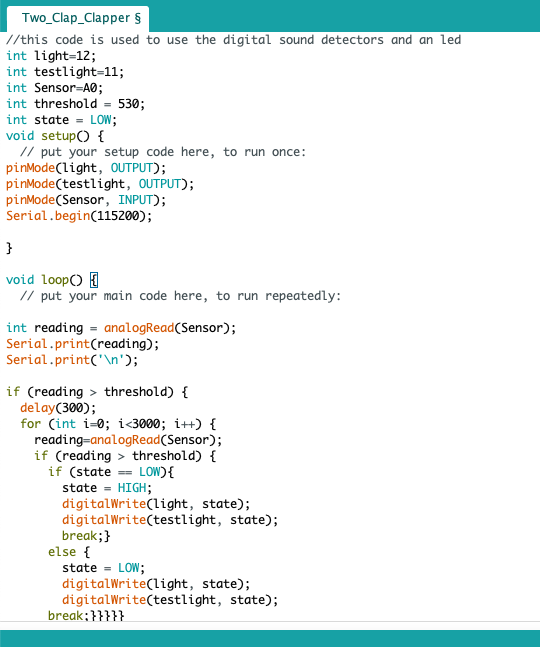 Two_Clap_Clapper §
//this code is used to use the digital sound detectors and an led
int light=12;
int testlight=11;
int Sensor=A0;
int threshold = 530;
int state = LOW;
void setup() {
  // put your setup code here, to run once:
pinMode(light, OUTPUT);
pinMode(testlight, OUTPUT);
pinMode(Sensor, INPUT);
Serial.begin(115200);

}

void loop() {
  // put your main code here, to run repeatedly:

int reading = analogRead(Sensor);
Serial.print(reading);
Serial.print('\n');

if (reading > threshold) {
  delay(300);
  for (int i=0; i<3000; i++) {
    reading=analogRead(Sensor);
    if (reading > threshold) {
      if (state == LOW){
        state = HIGH;
        digitalWrite(light, state);
        digitalWrite(testlight, state);
        break;}
      else {
        state = LOW;
        digitalWrite(light, state);
        digitalWrite(testlight, state);
      break;}}}}}